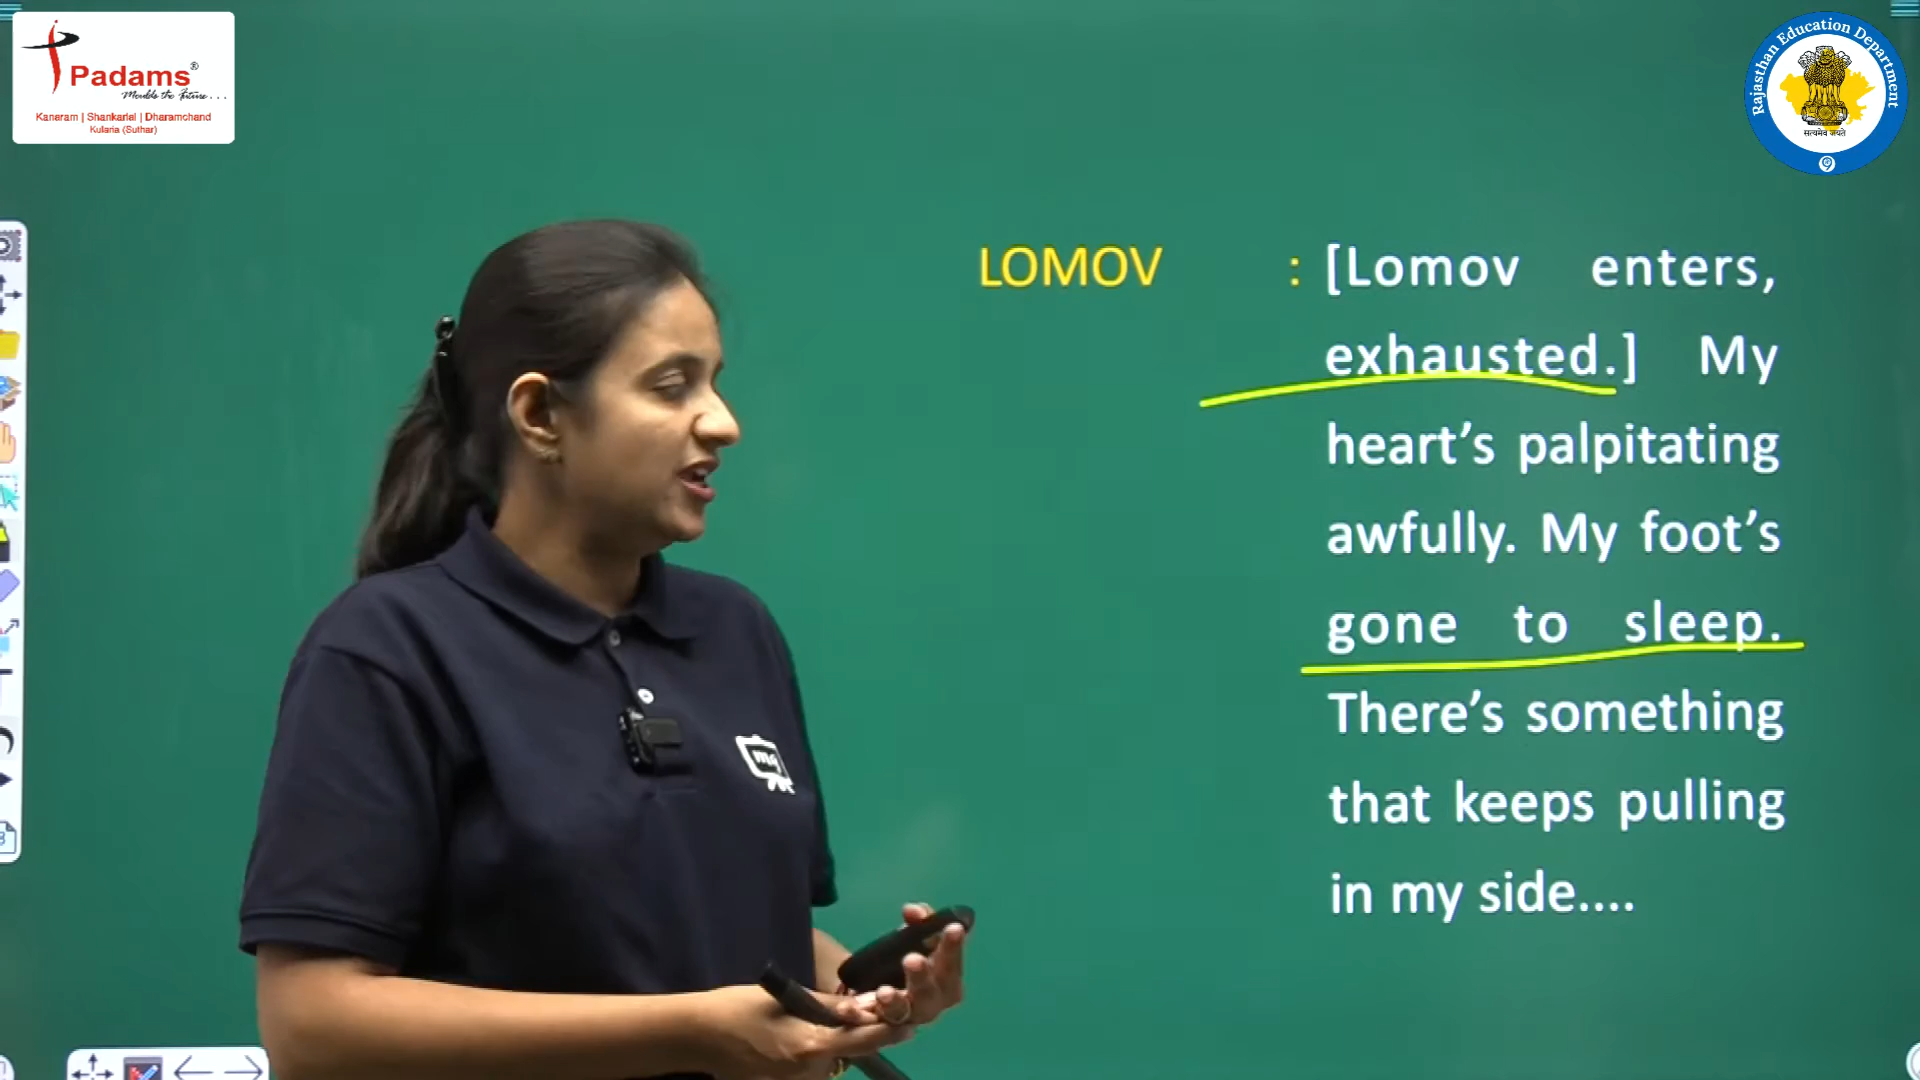 Padams®
Moulds the Future...
Kanaram | Shankarlal | Dharamchand
Kularia (Suthar)
Rajasthan Education Department
सत्यमेव जयते
LOMOV : [Lomov enters,
exhausted.] My
heart's palpitating
awfully. My foot's
gone to sleep.
There's something
that keeps pulling
in my side....